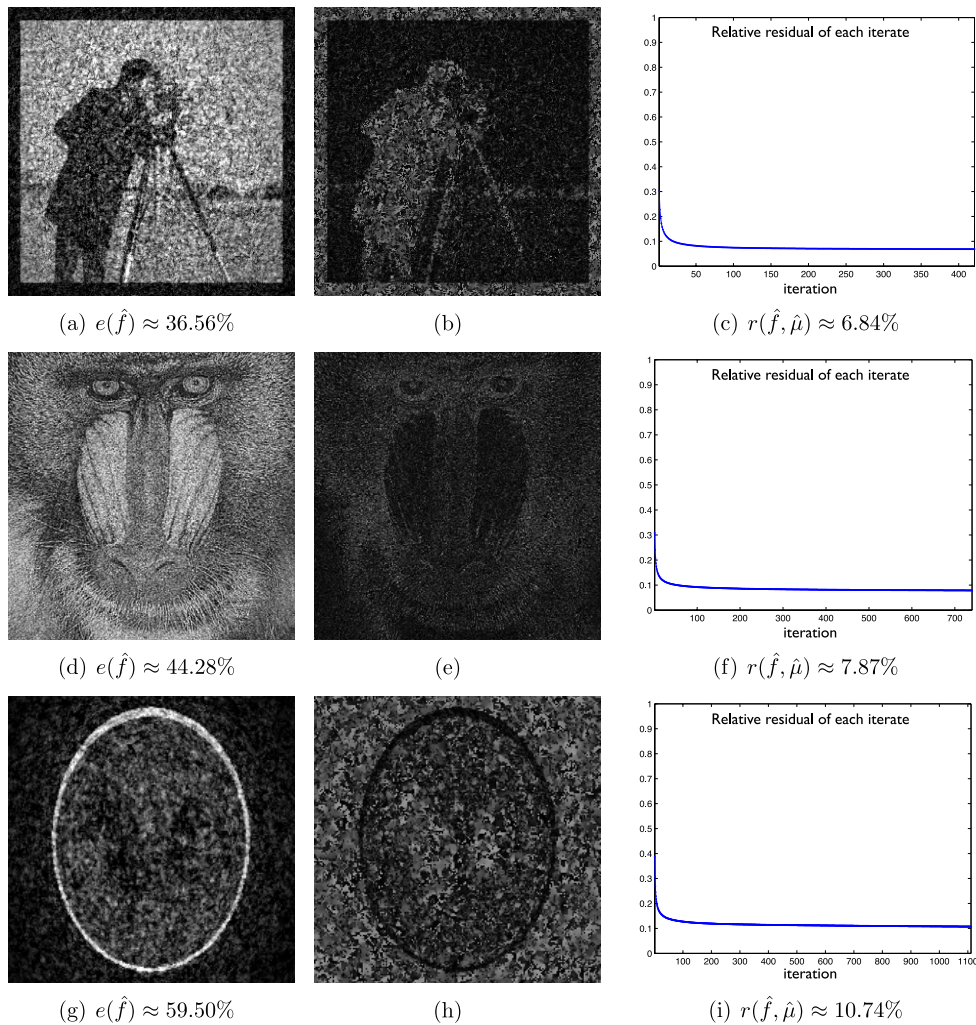 Relative residual of each iterate
1
0.9
0.8
0.7
0.6
0.5
0.4
0.3
0.2
0.1
0
50 100 150 200 250 300 350 400
iteration
(a) e(f̂) ≈ 36.56%
(b)
(c) r(f̂, μ̂) ≈ 6.84%
Relative residual of each iterate
1
0.9
0.8
0.7
0.6
0.5
0.4
0.3
0.2
0.1
0
100 200 300 400 500 600 700
iteration
(d) e(f̂) ≈ 44.28%
(e)
(f) r(f̂, μ̂) ≈ 7.87%
Relative residual of each iterate
1
0.9
0.8
0.7
0.6
0.5
0.4
0.3
0.2
0.1
0
100 200 300 400 500 600 700 800 900 1000 1100
iteration
(g) e(f̂) ≈ 59.50%
(h)
(i) r(f̂, μ̂) ≈ 10.74%